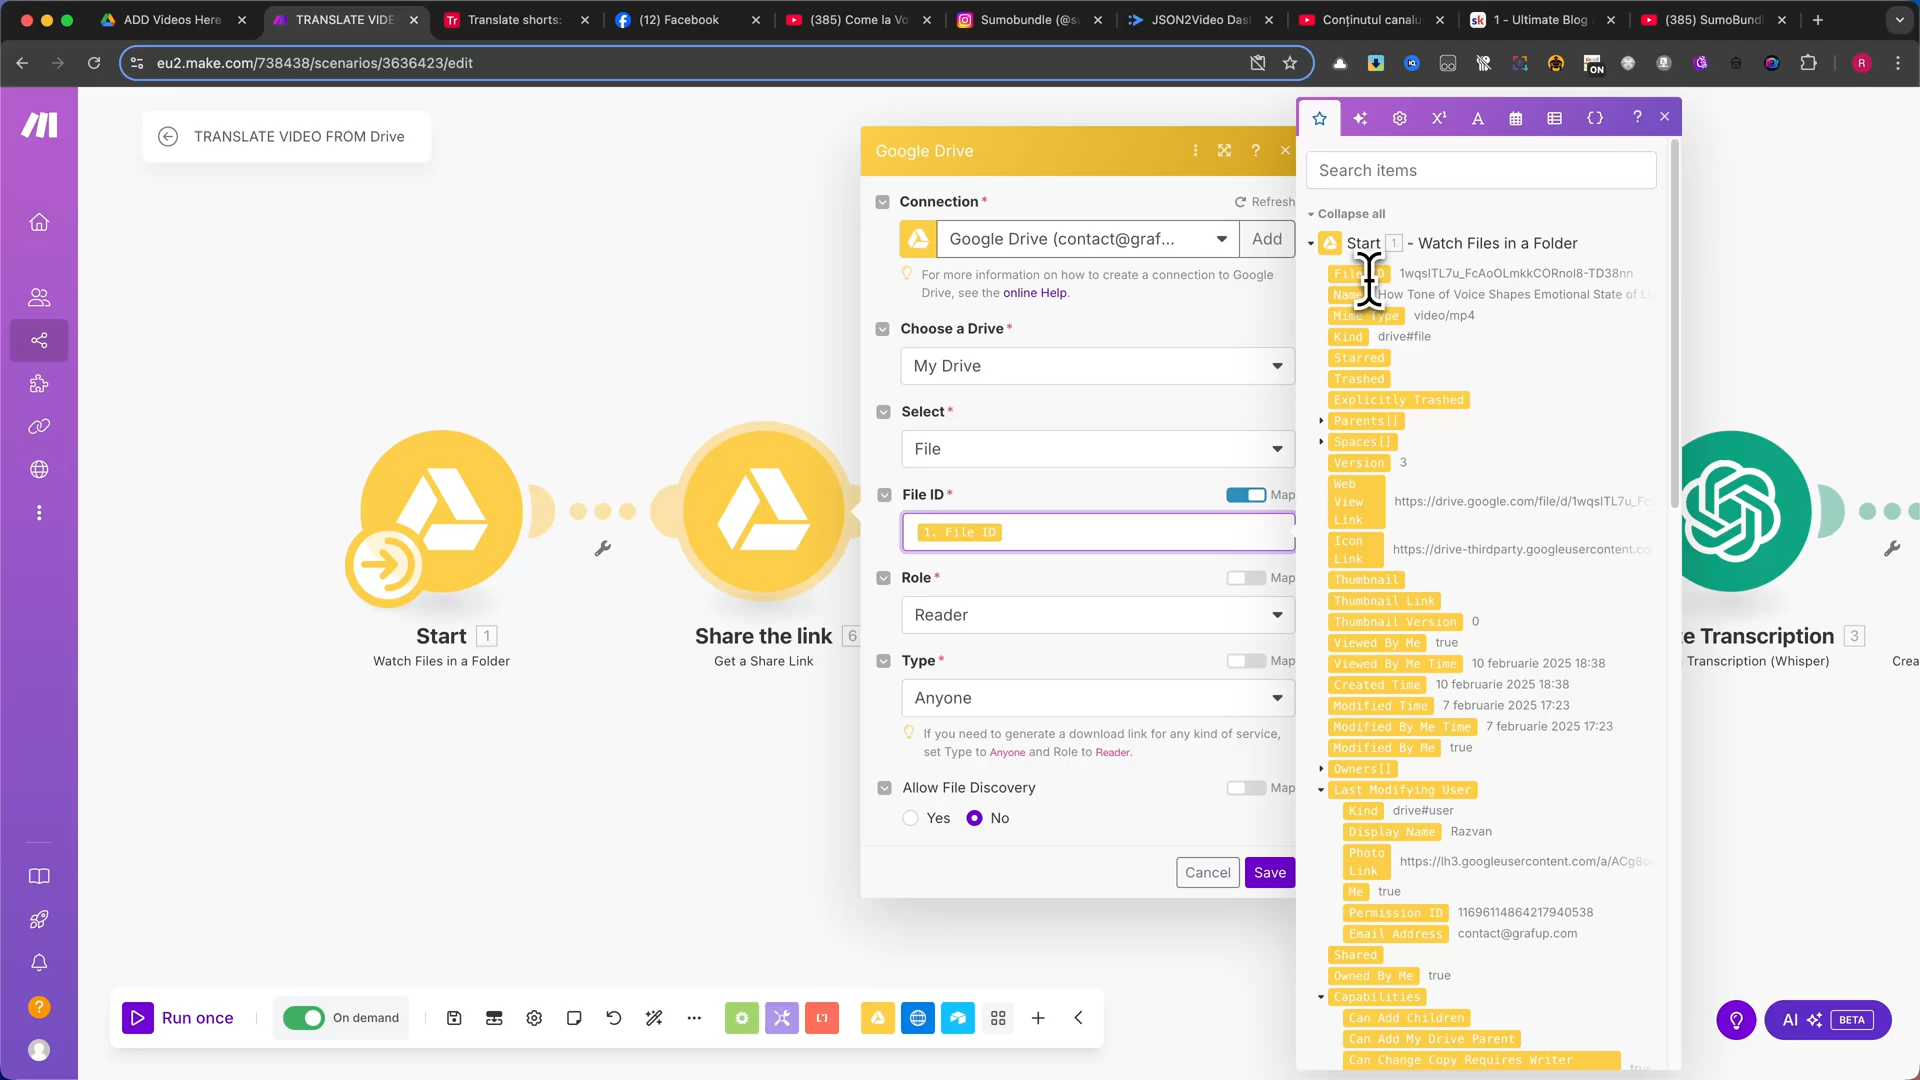 ADD Videos Here
TRANSLATE VIDE
Translate shorts:
(12) Facebook
(385) Come la Vo
Sumobundle (@su
JSON2Video Das
Conținutul canalu
1 - Ultimate Blog
(385) SumoBund
eu2.make.com/738438/scenarios/3636423/edit
ON
R
TRANSLATE VIDEO FROM Drive
Google Drive
Connection *
Refresh
Google Drive (contact@graf...
Add
For more information on how to create a connection to Google
Drive, see the online Help.
Choose a Drive *
My Drive
Select *
File
File ID *
Map
1. File ID
Role *
Map
Reader
Type *
Map
Anyone
If you need to generate a download link for any kind of service,
set Type to Anyone and Role to Reader.
Allow File Discovery
Map
Yes
No
Cancel
Save
Search items
Collapse all
Start 1 - Watch Files in a Folder
File ID 1wqsITL7u_FcAoOLmkkCORnol8-TD38nn
Name How Tone of Voice Shapes Emotional State of Li
Mime Type video/mp4
Kind drive#file
Starred
Trashed
Explicitly Trashed
Parents[]
Spaces[]
Version 3
Web
View https://drive.google.com/file/d/1wqsITL7u_Fc
Link
Icon https://drive-thirdparty.googleusercontent.co
Link
Thumbnail
Thumbnail Link
Thumbnail Version 0
Viewed By Me true
Viewed By Me Time 10 februarie 2025 18:38
Created Time 10 februarie 2025 18:38
Modified Time 7 februarie 2025 17:23
Modified By Me Time 7 februarie 2025 17:23
Modified By Me true
Owners[]
Last Modifying User
Kind drive#user
Display Name Razvan
Photo https://lh3.googleusercontent.com/a/ACg8o
Link
Me true
Permission ID 11696114864217940538
Email Address contact@grafup.com
Shared
Owned By Me true
Capabilities
Can Add Children
Can Add My Drive Parent
Can Change Copy Requires Writer
true
Start 1
Watch Files in a Folder
Share the link 6
Get a Share Link
e Transcription 3
Transcription (Whisper)
Crea
Run once
On demand
AI BETA